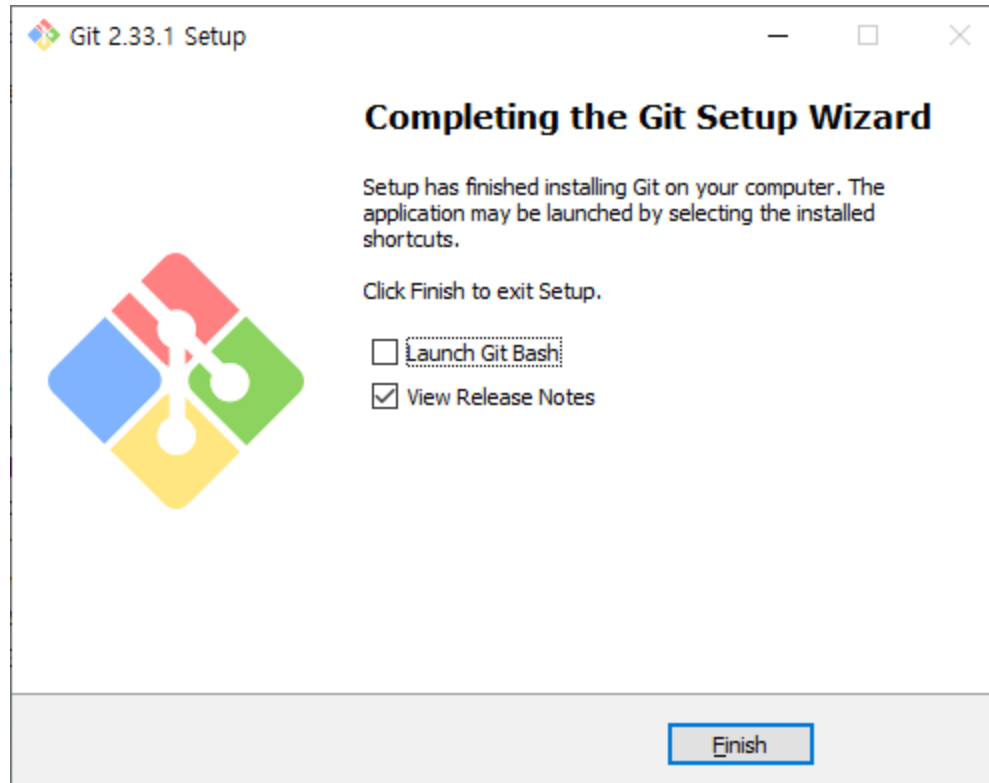 Git 2.33.1 Setup
Completing the Git Setup Wizard
Setup has finished installing Git on your computer. The
application may be launched by selecting the installed
shortcuts.
Click Finish to exit Setup.
Launch Git Bash
View Release Notes
Finish